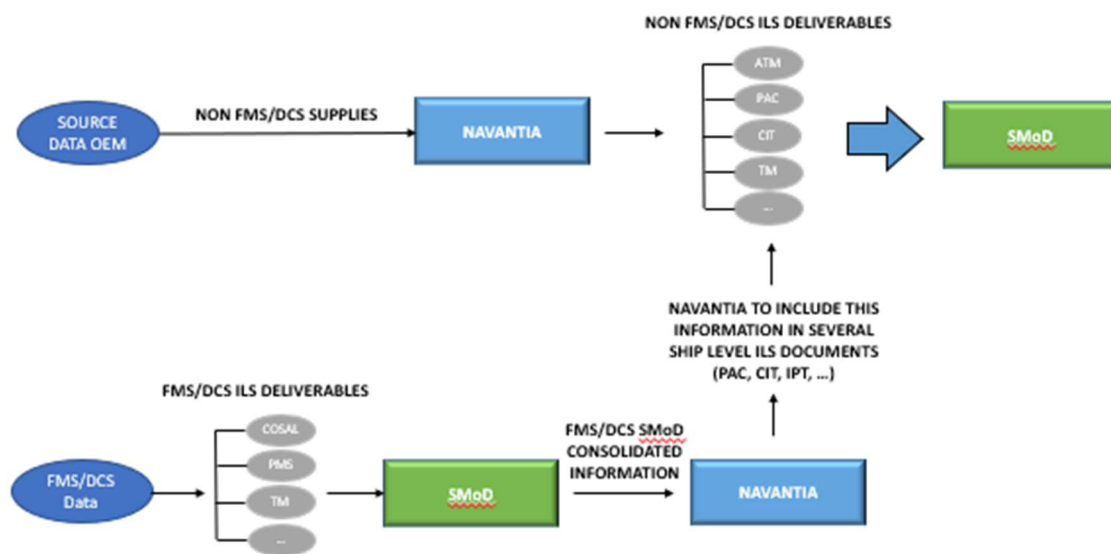 NON FMS/DCS ILS DELIVERABLES
ATM
PAC
CIT
TM
...
SOURCE
DATA OEM
NON FMS/DCS SUPPLIES
NAVANTIA
SMoD
NAVANTIA TO INCLUDE THIS
INFORMATION IN SEVERAL
SHIP LEVEL ILS DOCUMENTS
(PAC, CIT, IPT, ...)
FMS/DCS ILS DELIVERABLES
COSAL
PMS
TM
...
FMS/DCS
Data
SMoD
FMS/DCS SMoD
CONSOLIDATED
INFORMATION
NAVANTIA